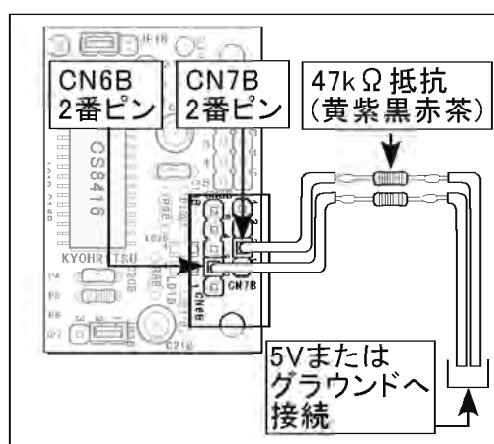 CN6B
2番ピン
CN7B
2番ピン
47kΩ抵抗
(黄紫黒赤茶)
JP1B
CS8416
KYOHRITSU
CN7B
CN6B
5Vまたは
グラウンドへ
接続